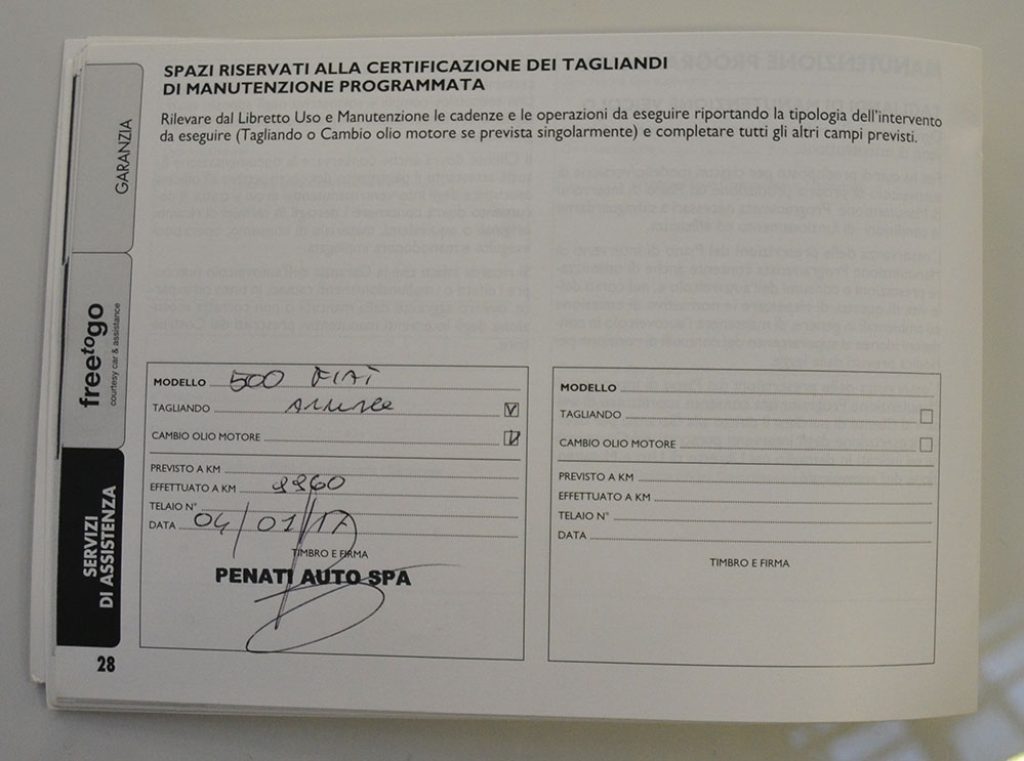 SPAZI RISERVATI ALLA CERTIFICAZIONE DEI TAGLIANDI
DI MANUTENZIONE PROGRAMMATA
Rilevare dal Libretto Uso e Manutenzione le cadenze e le operazioni da eseguire riportando la tipologia dell'intervento
da eseguire (Tagliando o Cambio olio motore se prevista singolarmente) e completare tutti gli altri campi previsti.
GARANZIA
freetogo
courtesy car & assistance
SERVIZI
DI ASSISTENZA
28
MODELLO 500 FIAT
TAGLIANDO
CAMBIO OLIO MOTORE
PREVISTO A KM
EFFETTUATO A KM
TELAIO N°
DATA 04/01/17
TIMBRO E FIRMA
PENATI AUTO SPA
MODELLO
TAGLIANDO
CAMBIO OLIO MOTORE
PREVISTO A KM
EFFETTUATO A KM
TELAIO N°
DATA
TIMBRO E FIRMA